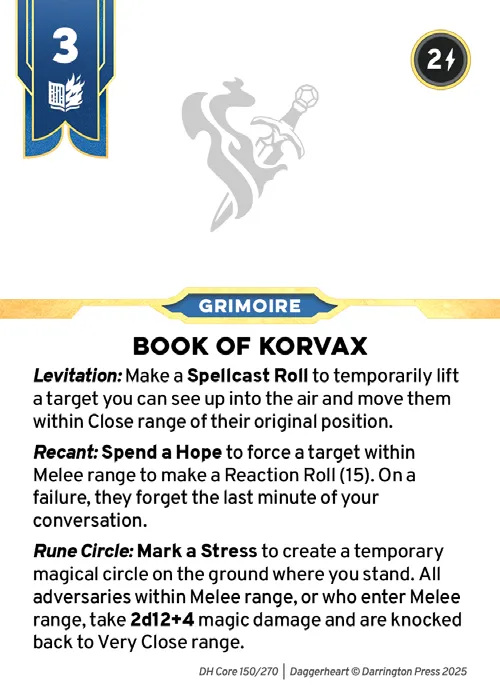 3
2
GRIMOIRE
BOOK OF KORVAX
Levitation: Make a Spellcast Roll to temporarily lift
a target you can see up into the air and move them
within Close range of their original position.
Recant: Spend a Hope to force a target within
Melee range to make a Reaction Roll (15). On a
failure, they forget the last minute of your
conversation.
Rune Circle: Mark a Stress to create a temporary
magical circle on the ground where you stand. All
adversaries within Melee range, or who enter Melee
range, take 2d12+4 magic damage and are knocked
back to Very Close range.
DH Core 150/270 | Daggerheart © Darrington Press 2025